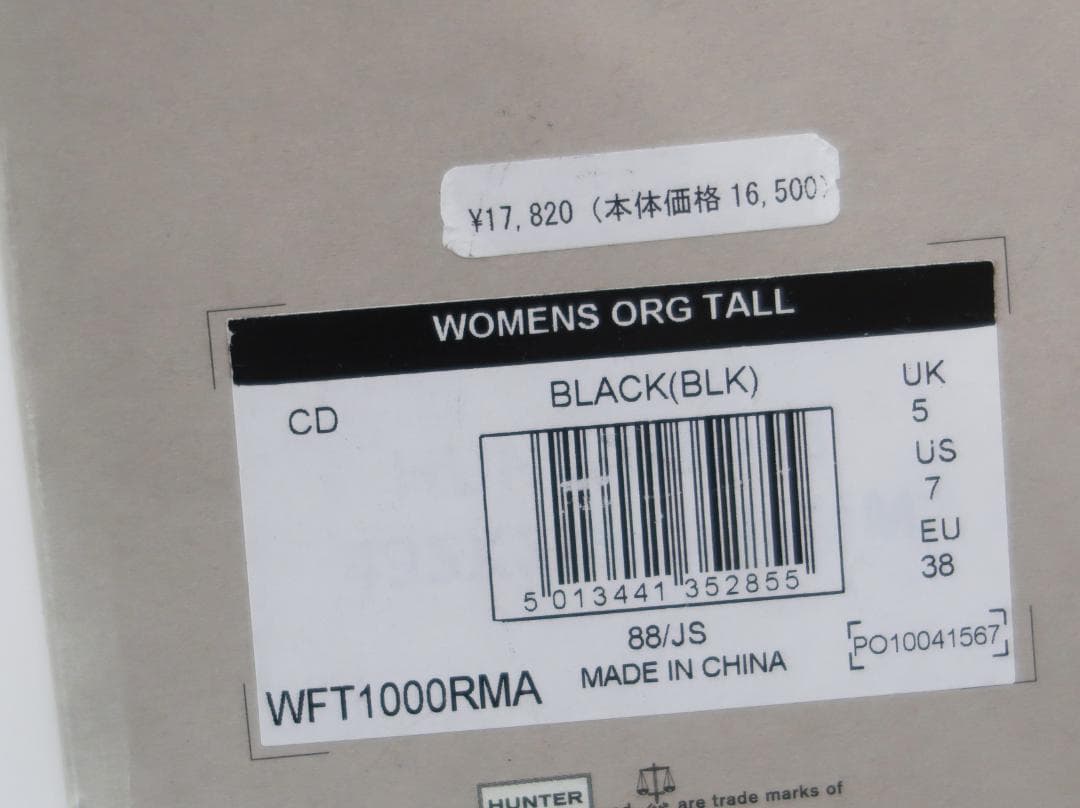 ¥17,820 (本体価格 16,500)
WOMENS ORG TALL
CD
BLACK(BLK)
UK
5
US
7
EU
38
5 013441 352855
88/JS
MADE IN CHINA
PO10041567
WFT1000RMA
HUNTER
are trade marks of